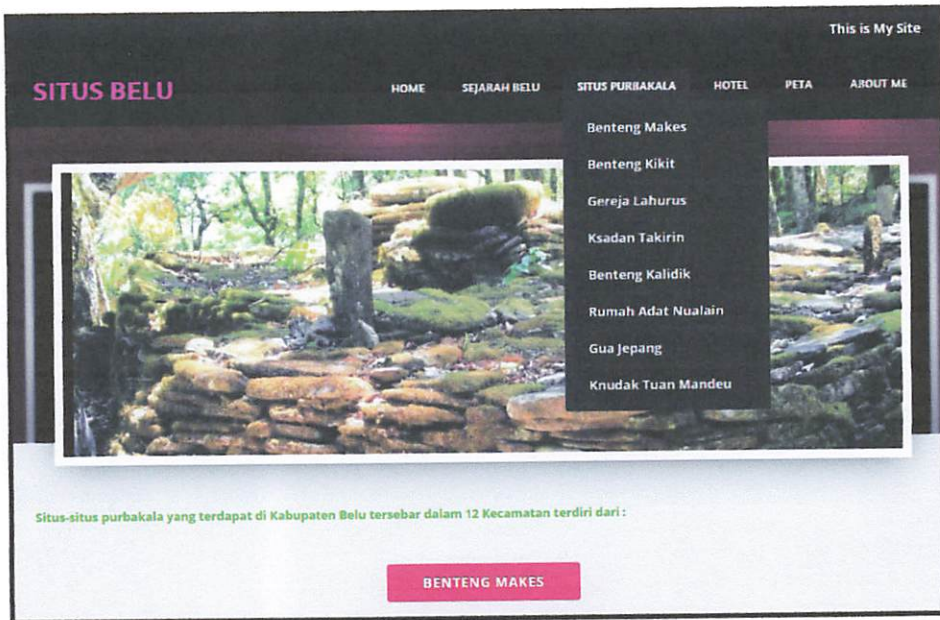 This is My Site
SITUS BELU
HOME SEJARAH BELU SITUS PURBAKALA HOTEL PETA ABOUT ME
Benteng Makes
Benteng Kikit
Gereja Lahurus
Ksadan Takirin
Benteng Kalidik
Rumah Adat Nualain
Gua Jepang
Knudak Tuan Mandeu
Situs-situs purbakala yang terdapat di Kabupaten Belu tersebar dalam 12 Kecamatan terdiri dari :
BENTENG MAKES